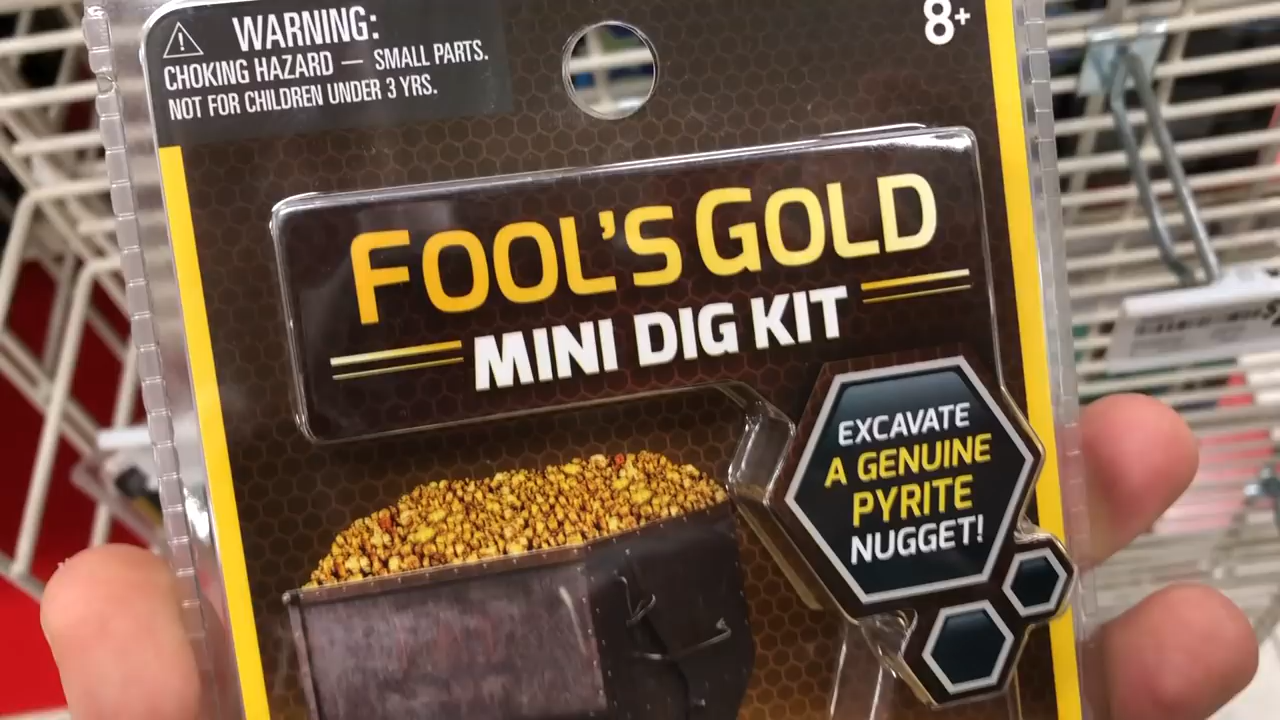 WARNING:
CHOKING HAZARD — SMALL PARTS.
NOT FOR CHILDREN UNDER 3 YRS.
8+
FOOL'S GOLD
MINI DIG KIT
EXCAVATE
A GENUINE
PYRITE
NUGGET!